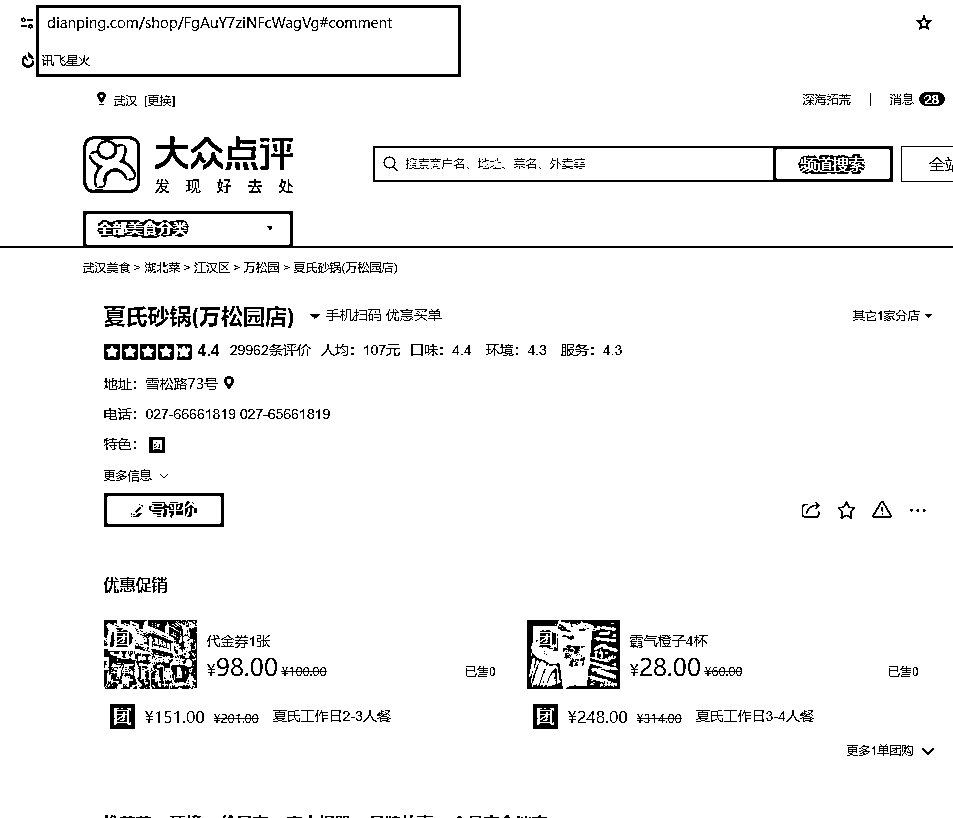 dianping.com/shop/FgAuY7ziNFcWagVg#comment
讯飞星火
武汉 [更换] 深海拓荒 | 消息 28
大众点评
发现好去处
搜索商户名、地址、菜名、外卖等 频道搜索 全站
全部美食分类
武汉美食 > 湖北菜 > 江汉区 > 万松园 > 夏氏砂锅(万松园店)
夏氏砂锅(万松园店) 手机扫码 优惠买单 其它1家分店
4.4 29962条评价 人均：107元 口味：4.4 环境：4.3 服务：4.3
地址：雪松路73号
电话：027-66661819 027-65661819
特色：团
更多信息
写评价
优惠促销
团 代金券1张 团 霸气橙子4杯
¥98.00 ¥100.00 已售0 ¥28.00 ¥60.00 已售0
团 ¥151.00 ¥201.00 夏氏工作日2-3人餐 团 ¥248.00 ¥314.00 夏氏工作日3-4人餐
更多1单团购